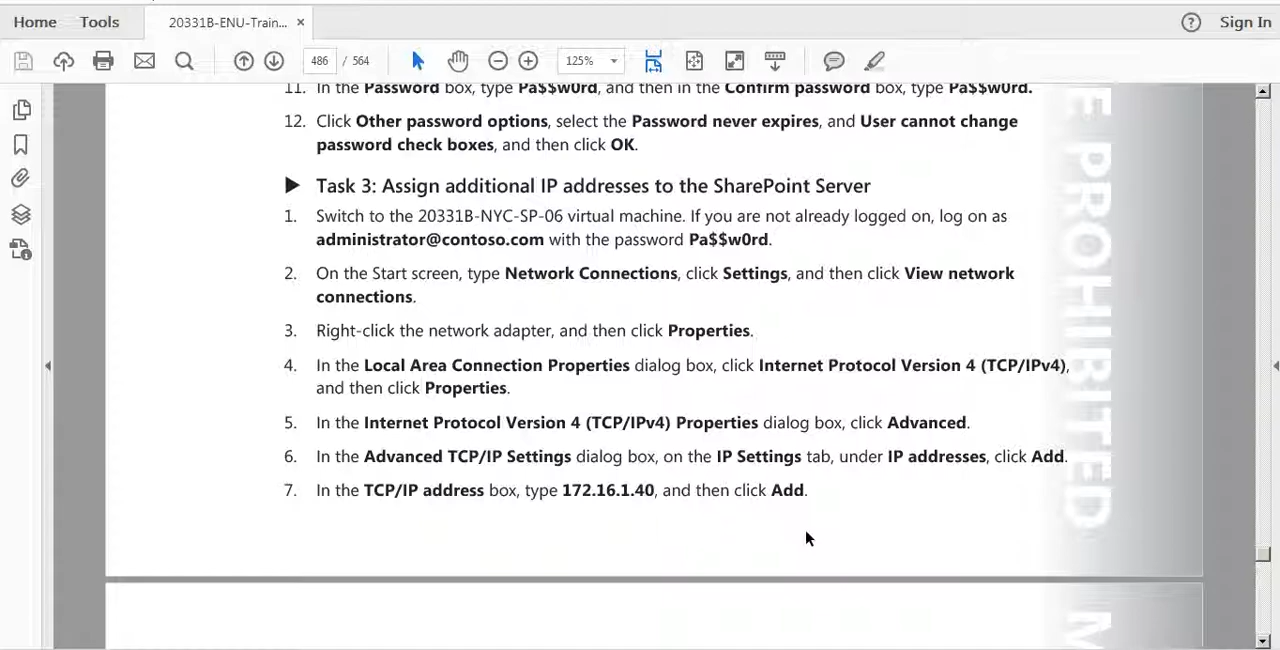 Home Tools 20331B-ENU-Train... × Sign In
486 / 564 125%
11. In the Password box, type Pa$$w0rd, and then in the Confirm password box, type Pa$$w0rd.
12. Click Other password options, select the Password never expires, and User cannot change
password check boxes, and then click OK.
Task 3: Assign additional IP addresses to the SharePoint Server
1. Switch to the 20331B-NYC-SP-06 virtual machine. If you are not already logged on, log on as
administrator@contoso.com with the password Pa$$w0rd.
2. On the Start screen, type Network Connections, click Settings, and then click View network
connections.
3. Right-click the network adapter, and then click Properties.
4. In the Local Area Connection Properties dialog box, click Internet Protocol Version 4 (TCP/IPv4),
and then click Properties.
5. In the Internet Protocol Version 4 (TCP/IPv4) Properties dialog box, click Advanced.
6. In the Advanced TCP/IP Settings dialog box, on the IP Settings tab, under IP addresses, click Add.
7. In the TCP/IP address box, type 172.16.1.40, and then click Add.
E PROHIBITED
M